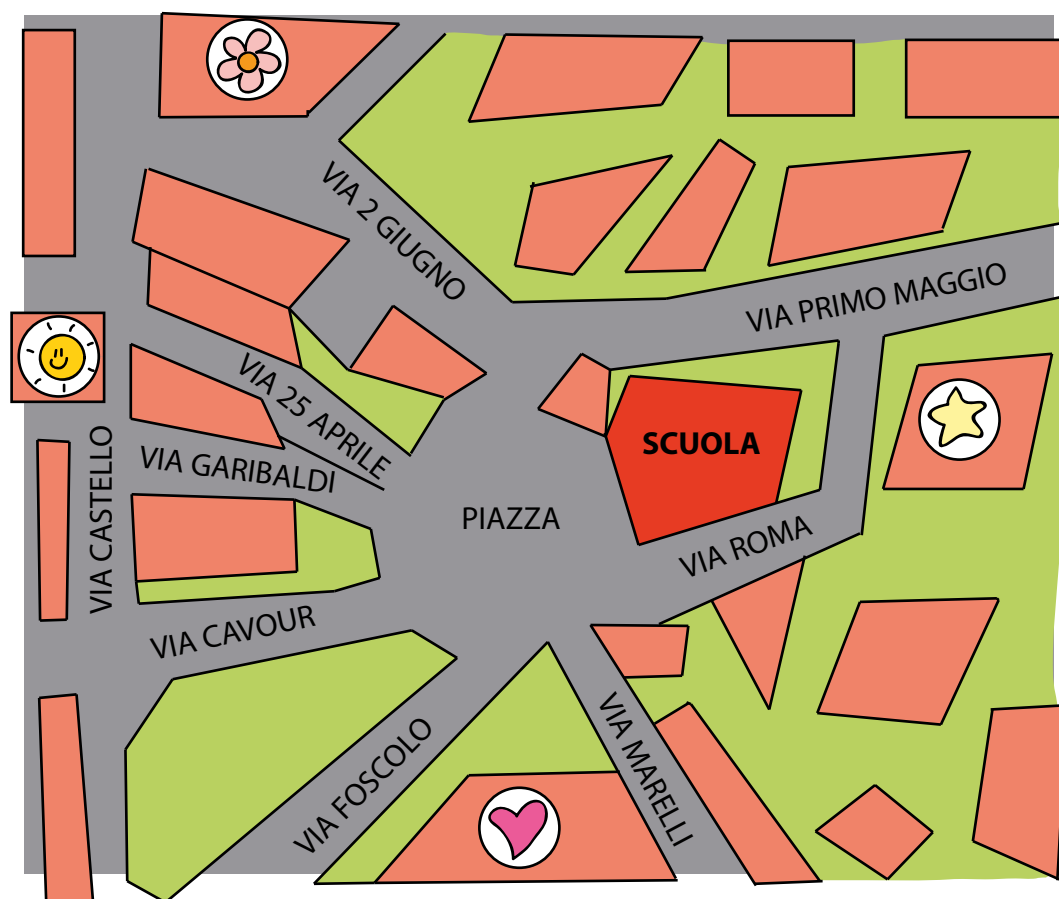 VIA 2 GIUGNO
VIA PRIMO MAGGIO
VIA 25 APRILE
SCUOLA
VIA GARIBALDI
VIA CASTELLO
PIAZZA
VIA ROMA
VIA CAVOUR
VIA FOSCOLO
VIA MARELLI